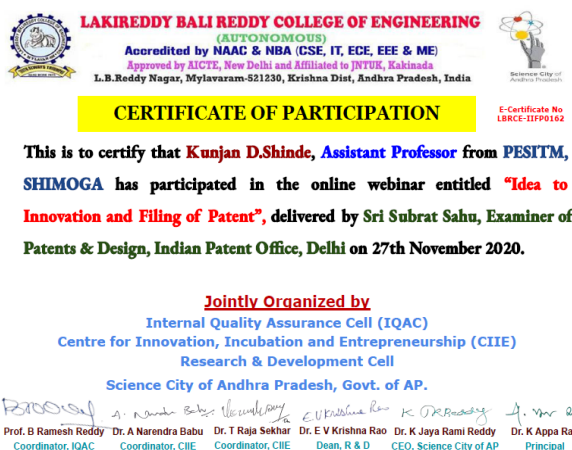 LAKIREDDY BALI REDDY COLLEGE OF ENGINEERING
(AUTONOMOUS)
Accredited by NAAC & NBA (CSE, IT, ECE, EEE & ME)
Approved by AICTE, New Delhi and Affiliated to JNTUK, Kakinada
L.B.Reddy Nagar, Mylavaram-521230, Krishna Dist, Andhra Pradesh, India
Science City of
Andhra Pradesh
CERTIFICATE OF PARTICIPATION
E-Certificate No
LBRCE-IIFP0162
This is to certify that Kunjan D.Shinde, Assistant Professor from PESITM,
SHIMOGA has participated in the online webinar entitled “Idea to
Innovation and Filing of Patent”, delivered by Sri Subrat Sahu, Examiner of
Patents & Design, Indian Patent Office, Delhi on 27th November 2020.
Jointly Organized by
Internal Quality Assurance Cell (IQAC)
Centre for Innovation, Incubation and Entrepreneurship (CIIE)
Research & Development Cell
Science City of Andhra Pradesh, Govt. of AP.
Prof. B Ramesh Reddy Dr. A Narendra Babu Dr. T Raja Sekhar Dr. E V Krishna Rao Dr. K Jaya Rami Reddy Dr. K Appa Ra
Coordinator, IQAC Coordinator, CIIE Coordinator, CIIE Dean, R & D CEO, Science City of AP Principal